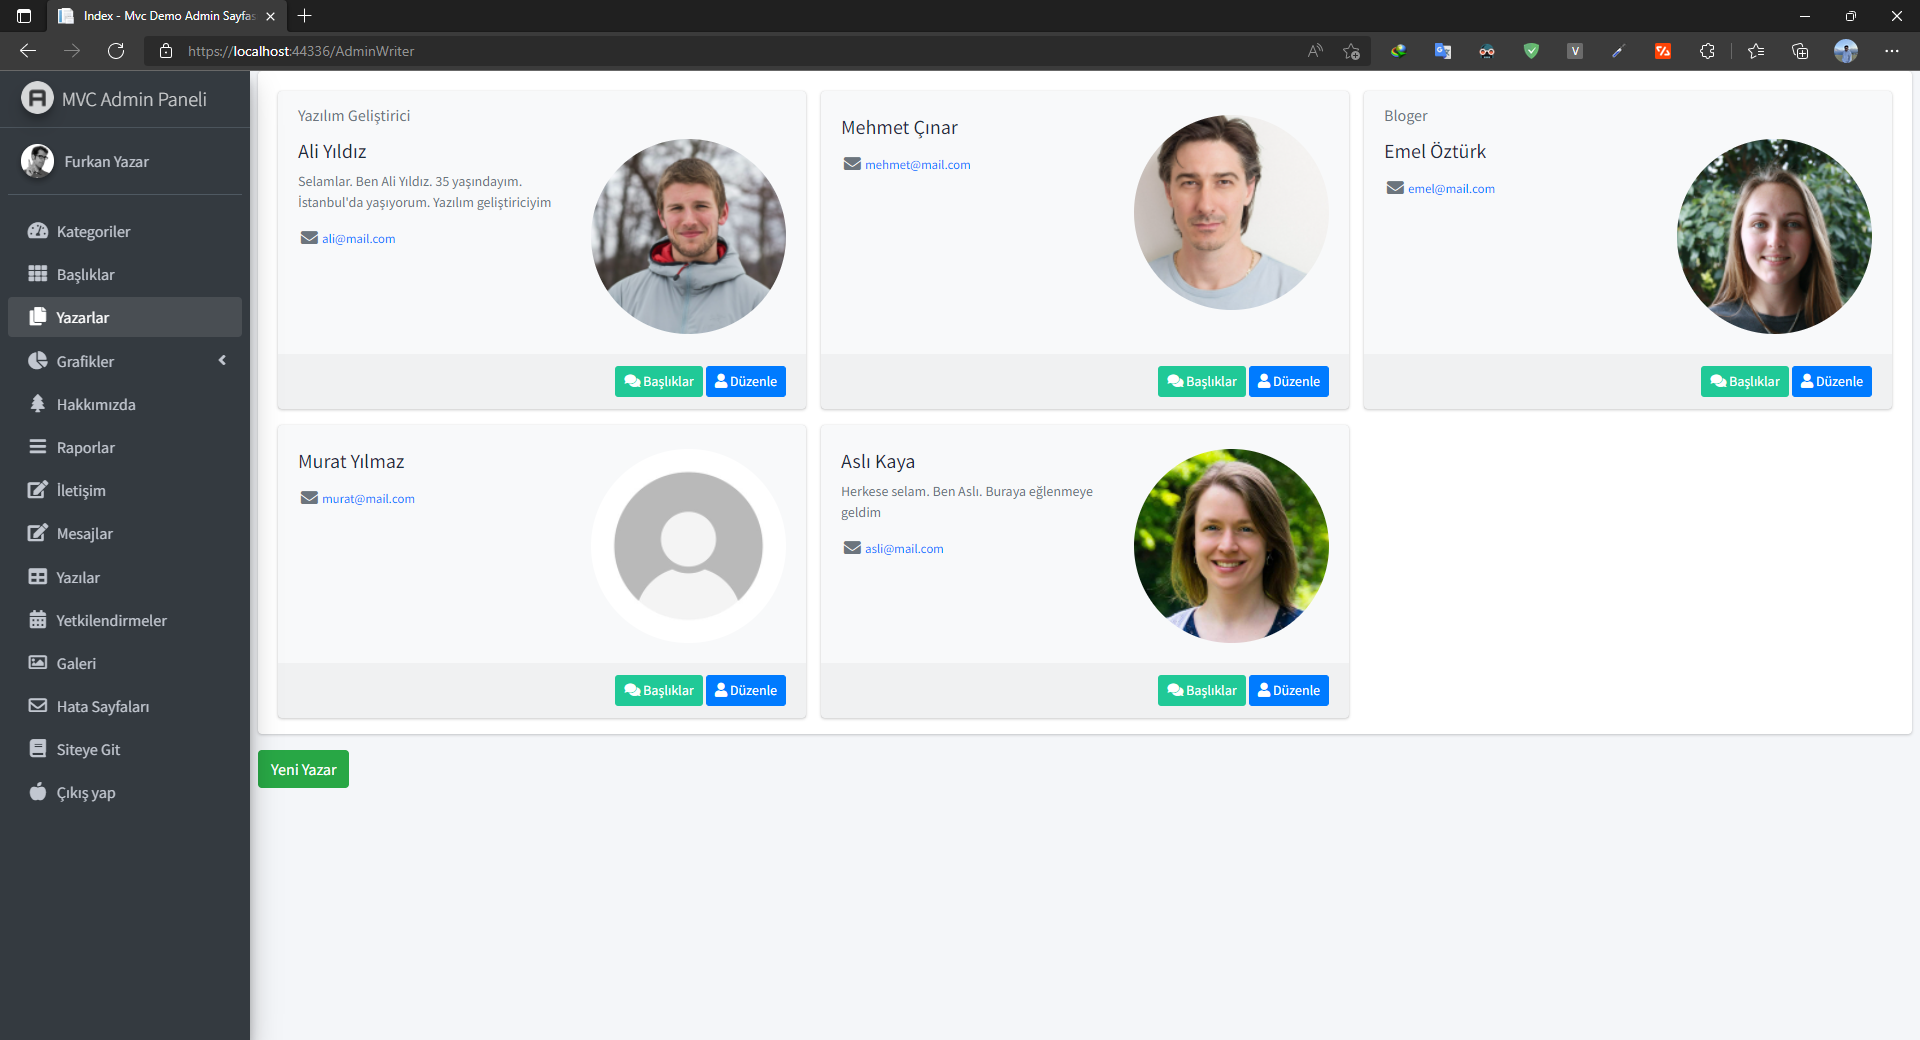 Index - Mvc Demo Admin Sayfas
https://localhost:44336/AdminWriter
MVC Admin Paneli
Furkan Yazar
Kategoriler
Başlıklar
Yazarlar
Grafikler
Hakkımızda
Raporlar
İletişim
Mesajlar
Yazılar
Yetkilendirmeler
Galeri
Hata Sayfaları
Siteye Git
Çıkış yap
Yazılım Geliştirici
Ali Yıldız
Selamlar. Ben Ali Yıldız. 35 yaşındayım.
İstanbul'da yaşıyorum. Yazılım geliştiriciyim
ali@mail.com
Başlıklar Düzenle
Mehmet Çınar
mehmet@mail.com
Başlıklar Düzenle
Bloger
Emel Öztürk
emel@mail.com
Başlıklar Düzenle
Murat Yılmaz
murat@mail.com
Başlıklar Düzenle
Aslı Kaya
Herkese selam. Ben Aslı. Buraya eğlenmeye
geldim
asli@mail.com
Başlıklar Düzenle
Yeni Yazar